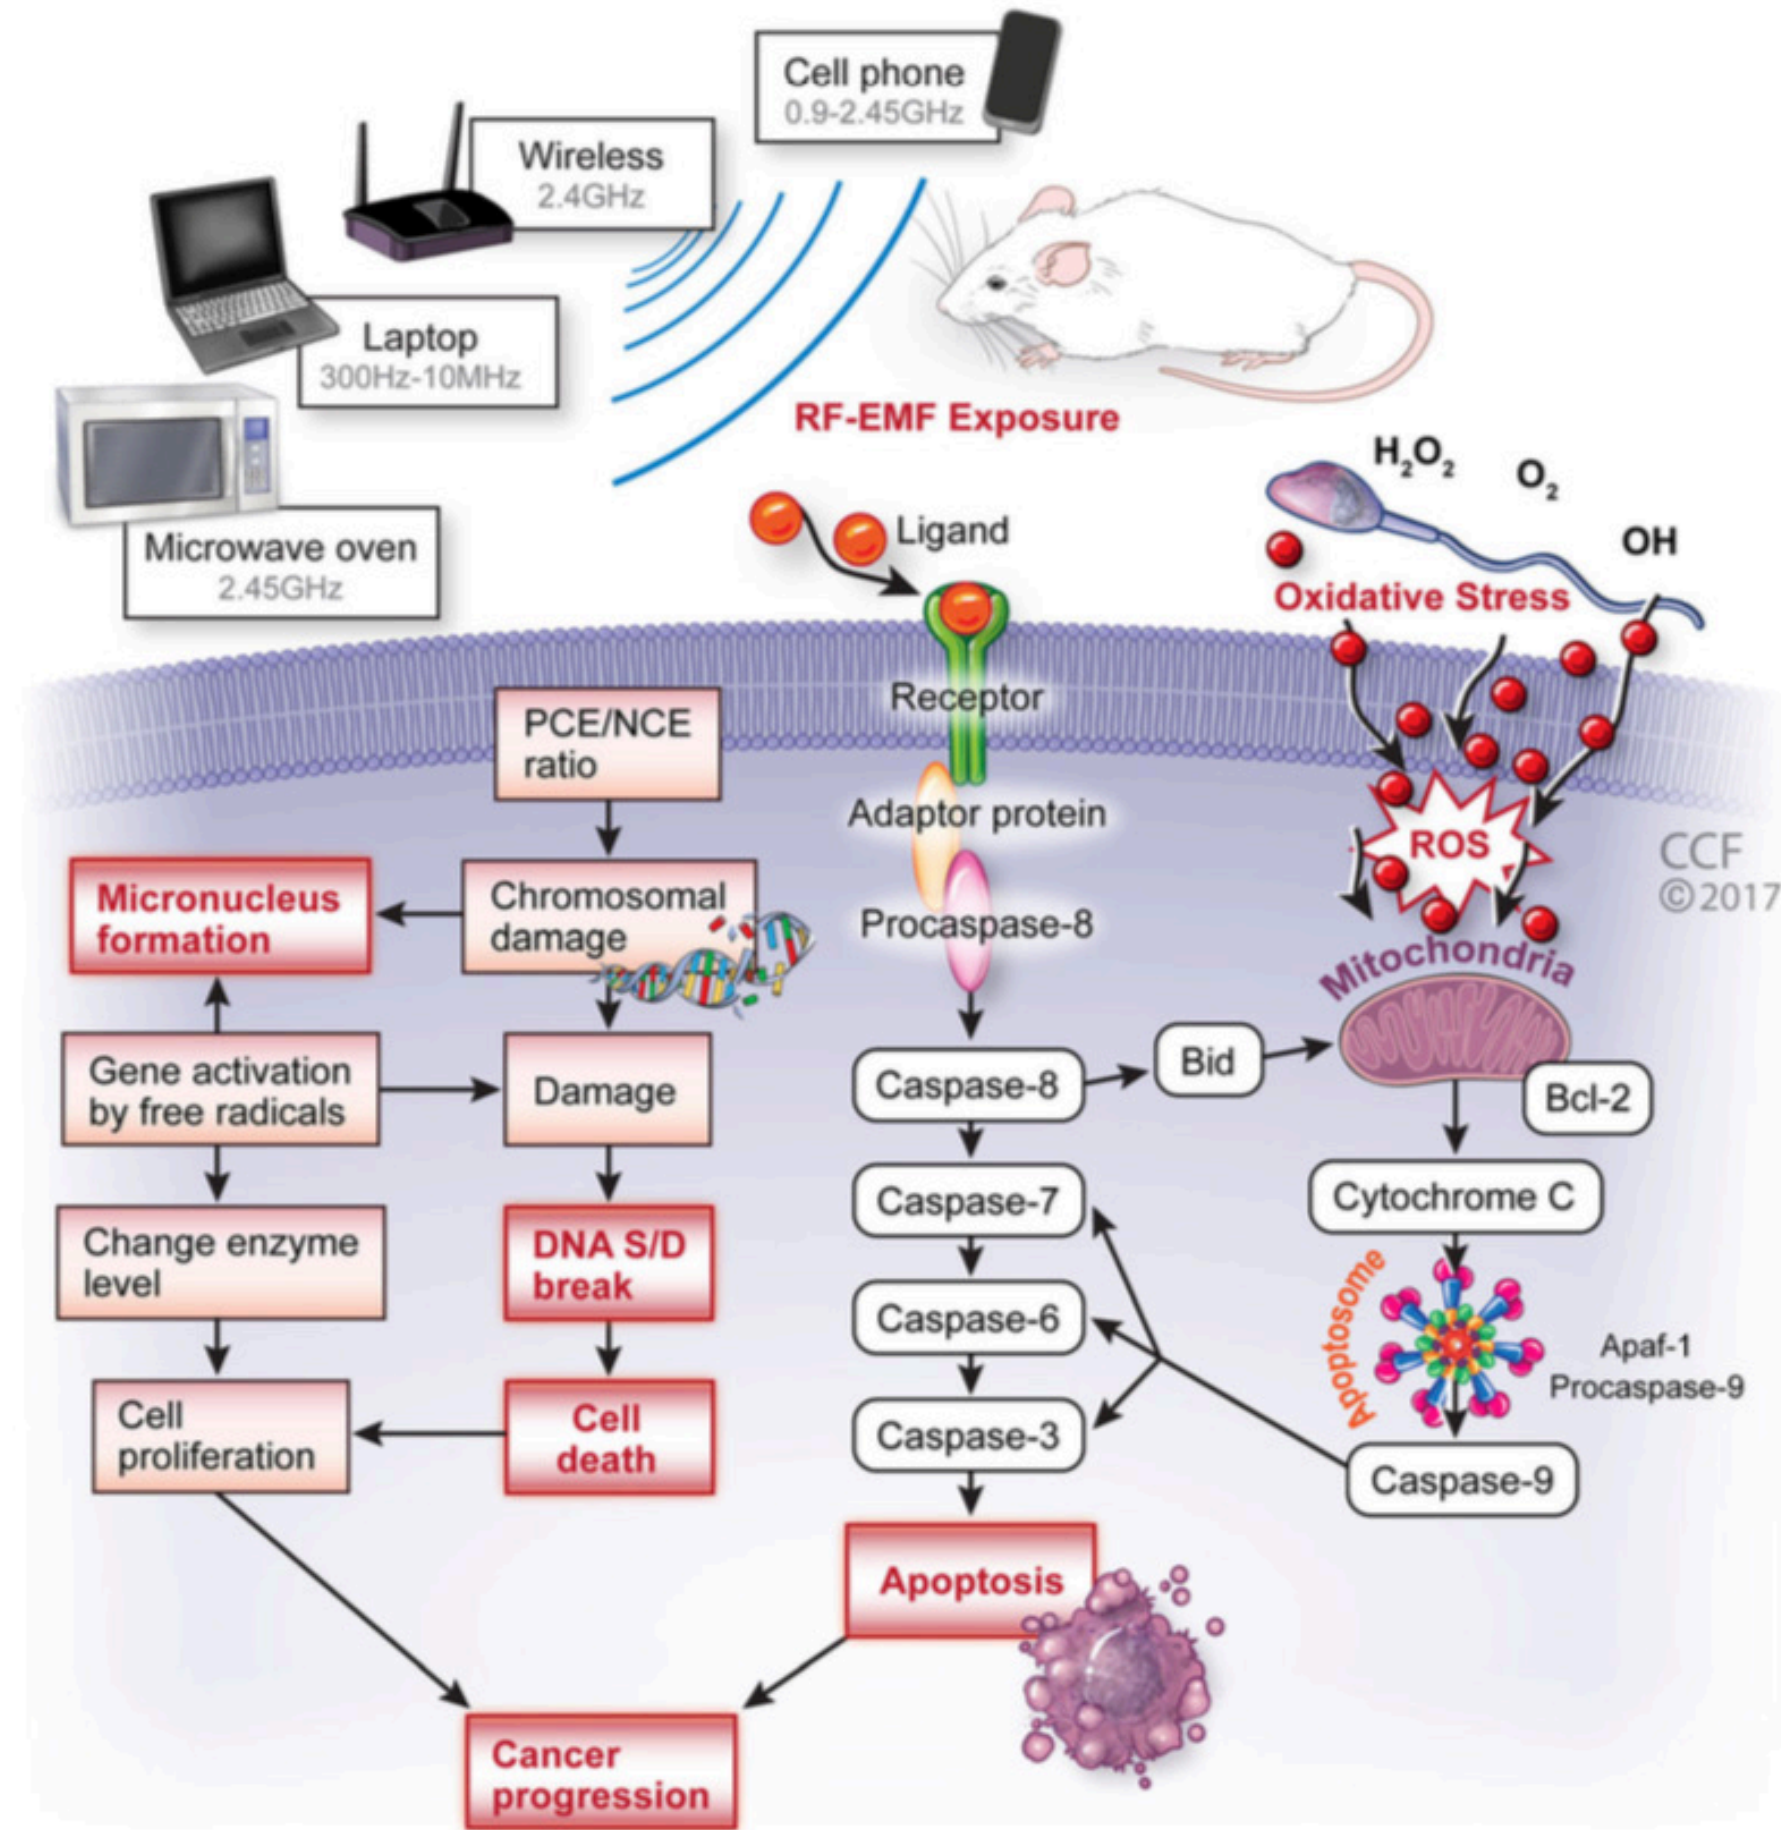 Cell phone
0.9-2.45GHz
Wireless
2.4GHz
Laptop
300Hz-10MHz
RF-EMF Exposure
Microwave oven
2.45GHz
Ligand
H₂O₂
O₂
OH
Oxidative Stress
Receptor
PCE/NCE
ratio
Adaptor protein
ROS
CCF
©2017
Micronucleus
formation
Chromosomal
damage
Procaspase-8
Mitochondria
Gene activation
by free radicals
Damage
Caspase-8
Bid
Bcl-2
Caspase-7
Cytochrome C
Change enzyme
level
DNA S/D
break
Caspase-6
Apoptosome
Apaf-1
Procaspase-9
Cell
proliferation
Cell
death
Caspase-3
Caspase-9
Apoptosis
Cancer
progression